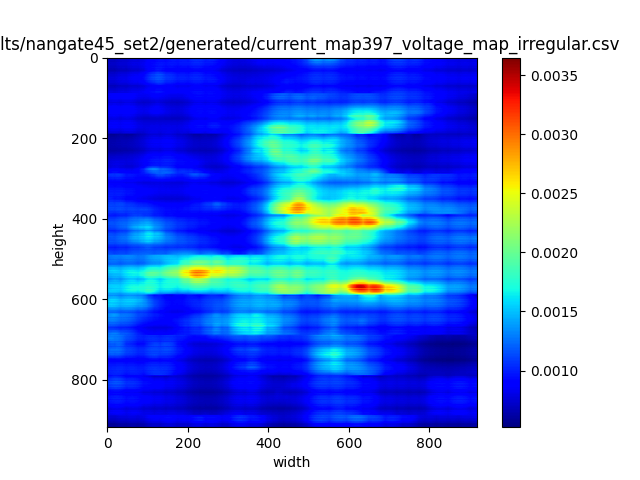 lts/nangate45_set2/generated/current_map397_voltage_map_irregular.csv
0
200
400
600
800
height
0 200 400 600 800
width
0.0035
0.0030
0.0025
0.0020
0.0015
0.0010